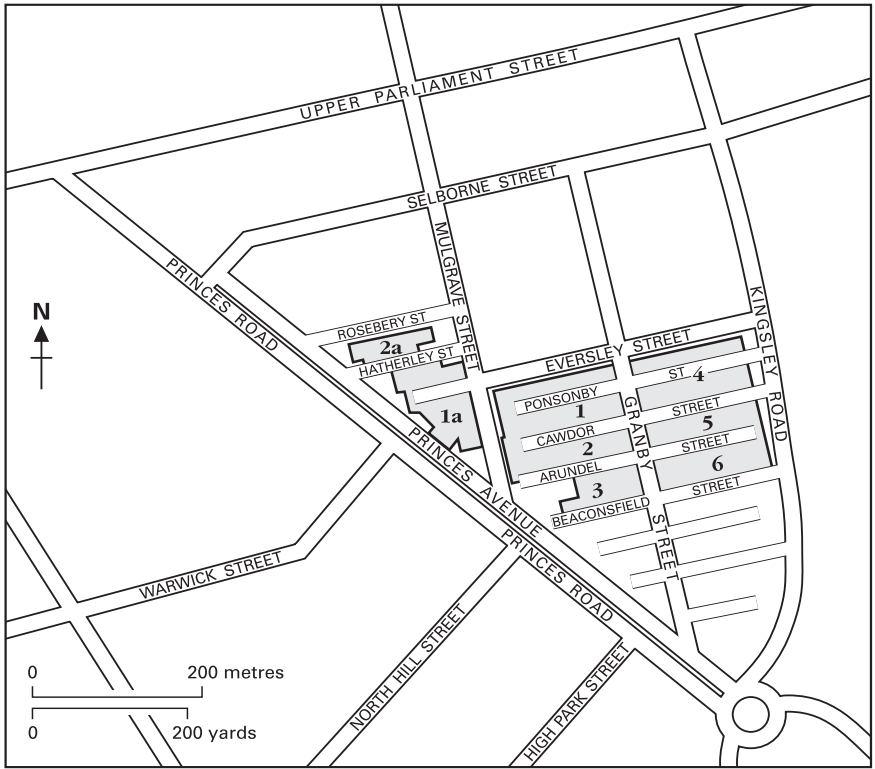 UPPER PARLIAMENT STREET
SELBORNE STREET
MULGRAVE STREET
PRINCES ROAD
N
KINGSLEY ROAD
ROSEBERY ST
2a
HATHERLEY ST
EVERSLEY STREET
ST
4
PONSONBY
1
GRANBY STREET
STREET
1a
CAWDOR
5
2
STREET
PRINCES AVENUE
ARUNDEL
6
3
STREET
BEACONSFIELD
PRINCES ROAD
WARWICK STREET
NORTH HILL STREET
HIGH PARK STREET
0 200 metres
0 200 yards